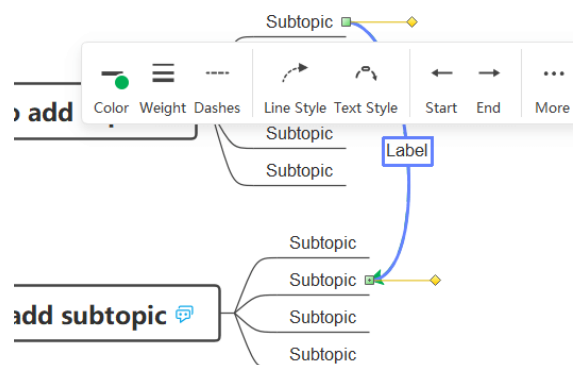 Subtopic
Color Weight Dashes Line Style Text Style Start End More
add
Subtopic
Label
Subtopic
Subtopic
Subtopic
add subtopic
Subtopic
Subtopic